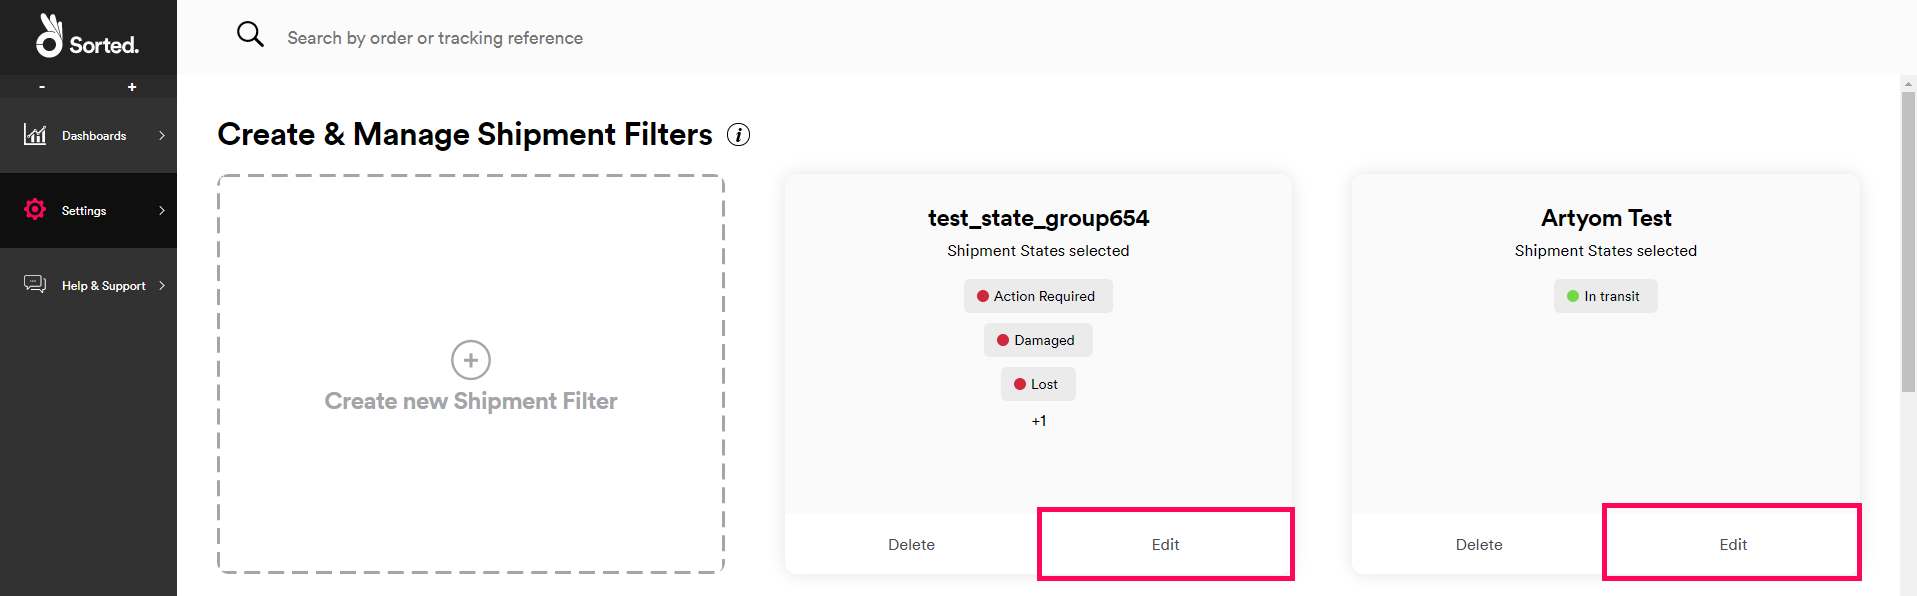 Sorted.
- +
Dashboards
Settings
Help & Support
Search by order or tracking reference
Create & Manage Shipment Filters i
Create new Shipment Filter
test_state_group654
Shipment States selected
Action Required
Damaged
Lost
+1
Delete Edit
Artyom Test
Shipment States selected
In transit
Delete Edit